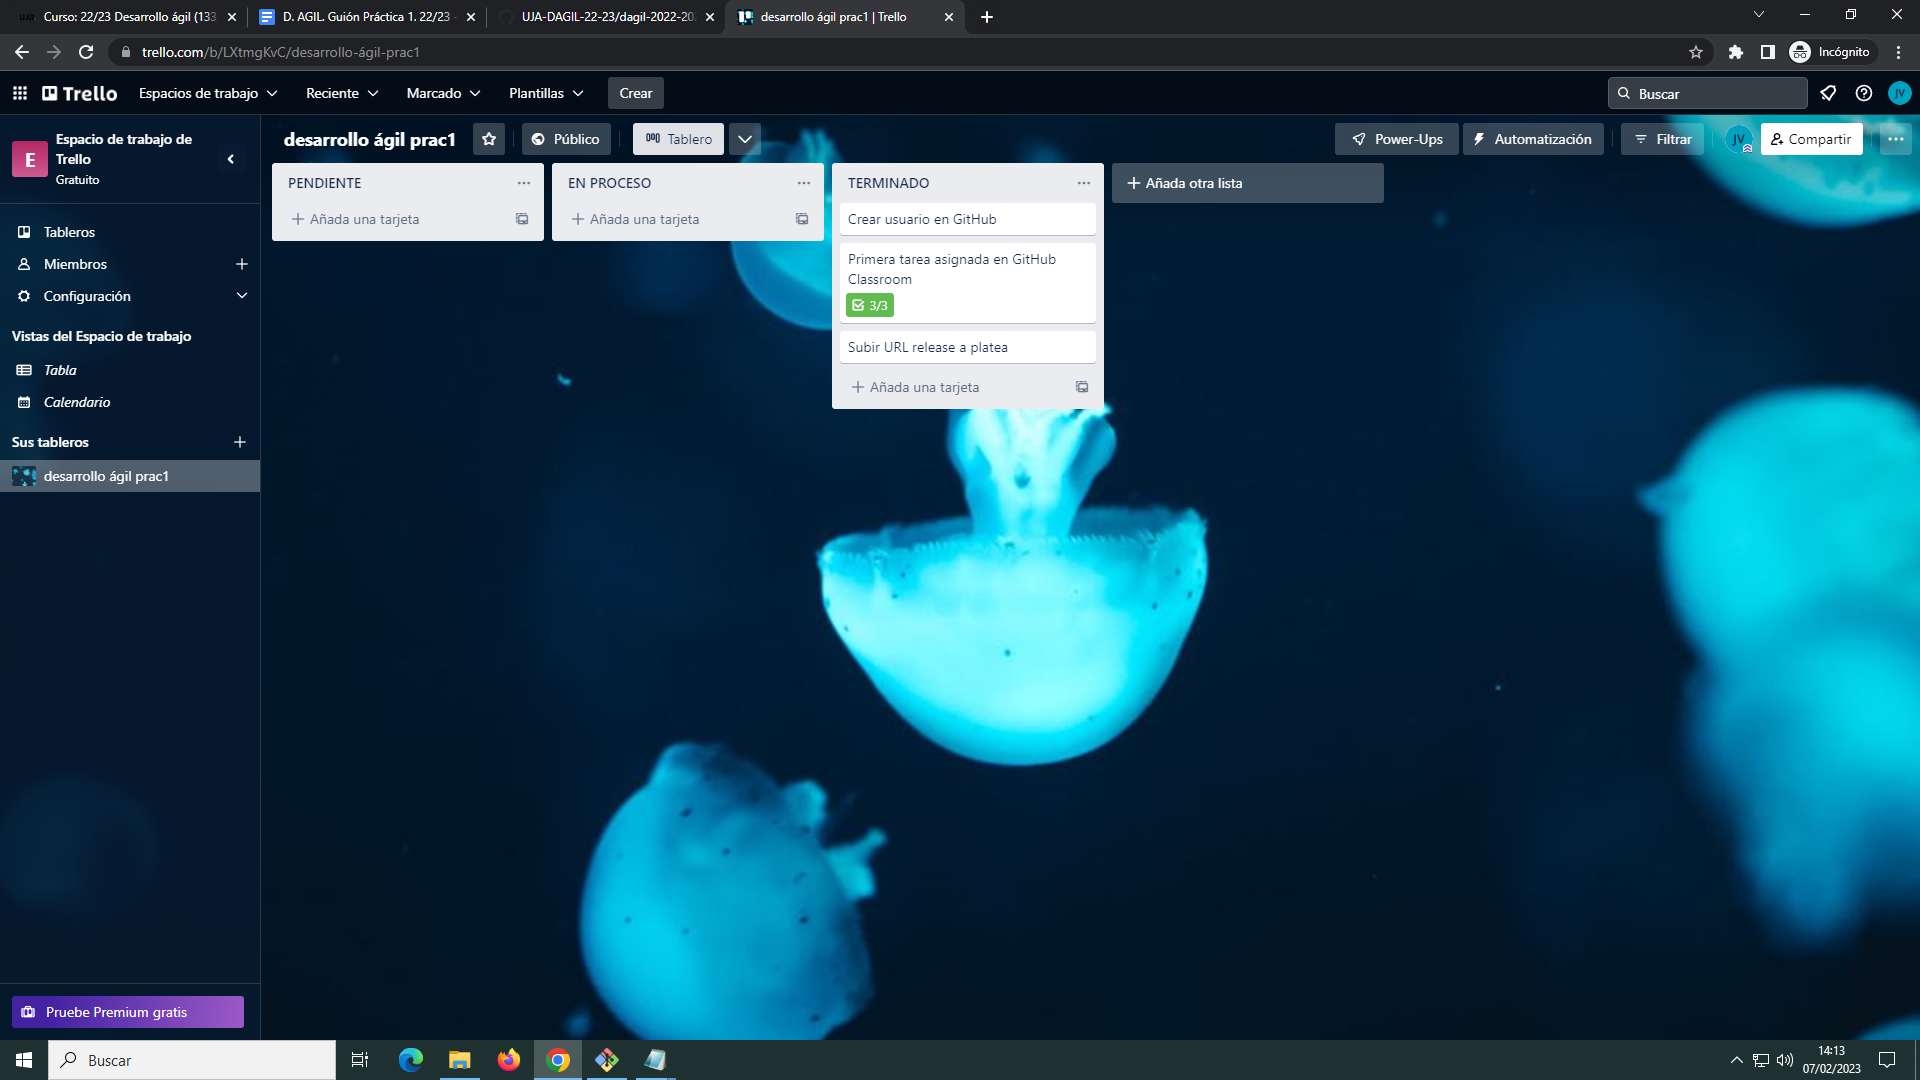 Curso: 22/23 Desarrollo ágil (133
D. AGIL. Guión Práctica 1. 22/23 -
UJA-DAGIL-22-23/dagil-2022-202
desarrollo ágil prac1 | Trello
trello.com/b/LXtmgKvC/desarrollo-ágil-prac1
Incógnito
Trello
Espacios de trabajo
Reciente
Marcado
Plantillas
Crear
Buscar
JV
E
Espacio de trabajo de
Trello
Gratuito
desarrollo ágil prac1
Público
Tablero
Power-Ups
Automatización
Filtrar
JV
Compartir
Tableros
Miembros
Configuración
Vistas del Espacio de trabajo
Tabla
Calendario
Sus tableros
desarrollo ágil prac1
PENDIENTE
Añada una tarjeta
EN PROCESO
Añada una tarjeta
TERMINADO
Crear usuario en GitHub
Primera tarea asignada en GitHub
Classroom
3/3
Subir URL release a platea
Añada una tarjeta
Añada otra lista
Pruebe Premium gratis
Buscar
14:13
07/02/2023